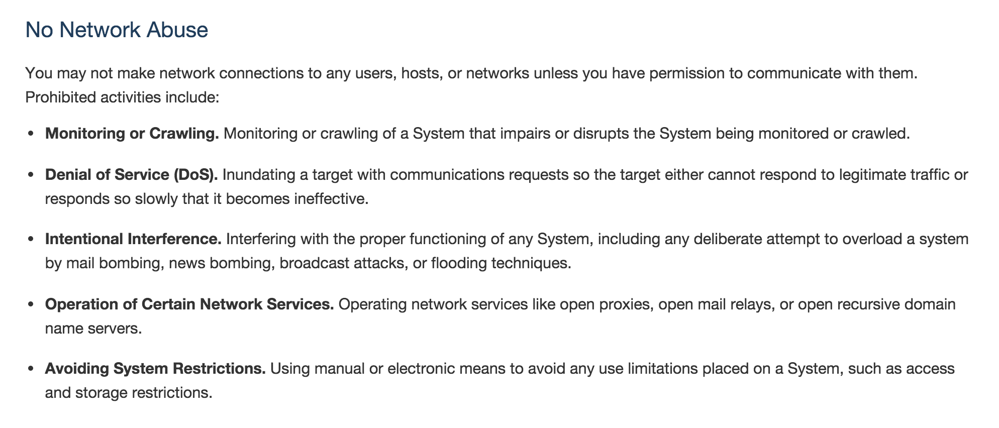 No Network Abuse
You may not make network connections to any users, hosts, or networks unless you have permission to communicate with them.
Prohibited activities include:
• Monitoring or Crawling. Monitoring or crawling of a System that impairs or disrupts the System being monitored or crawled.
• Denial of Service (DoS). Inundating a target with communications requests so the target either cannot respond to legitimate traffic or
responds so slowly that it becomes ineffective.
• Intentional Interference. Interfering with the proper functioning of any System, including any deliberate attempt to overload a system
by mail bombing, news bombing, broadcast attacks, or flooding techniques.
• Operation of Certain Network Services. Operating network services like open proxies, open mail relays, or open recursive domain
name servers.
• Avoiding System Restrictions. Using manual or electronic means to avoid any use limitations placed on a System, such as access
and storage restrictions.